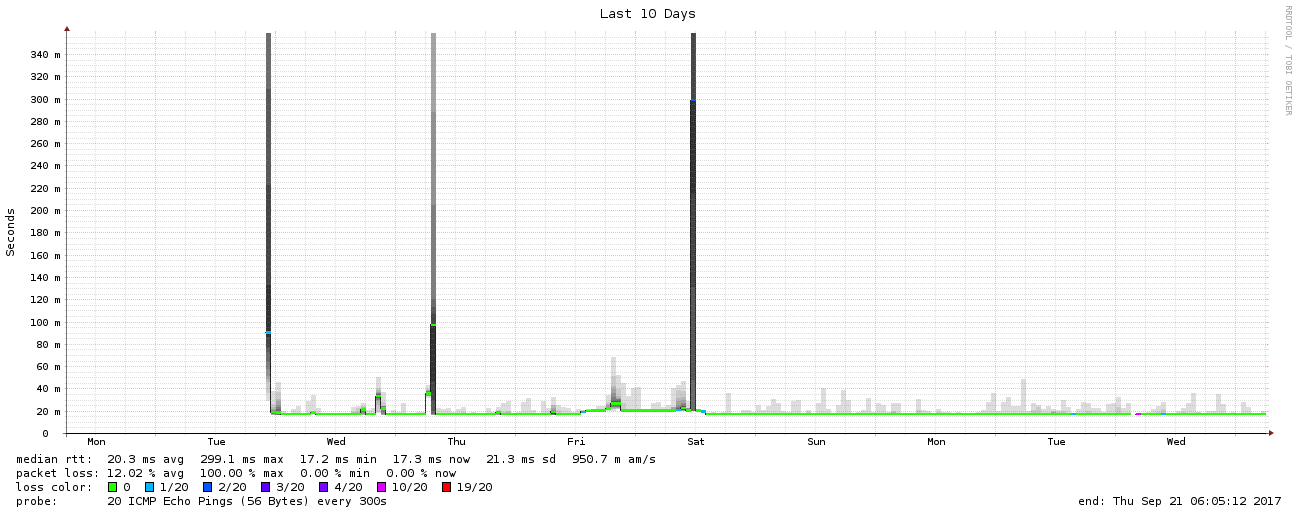 Last 10 Days
RRDTOOL / TOBI OETIKER
Seconds
340 m
320 m
300 m
280 m
260 m
240 m
220 m
200 m
180 m
160 m
140 m
120 m
100 m
80 m
60 m
40 m
20 m
0
Mon Tue Wed Thu Fri Sat Sun Mon Tue Wed
median rtt: 20.3 ms avg 299.1 ms max 17.2 ms min 17.3 ms now 21.3 ms sd 950.7 m am/s
packet loss: 12.02 % avg 100.00 % max 0.00 % min 0.00 % now
loss color: 0 1/20 2/20 3/20 4/20 10/20 19/20
probe: 20 ICMP Echo Pings (56 Bytes) every 300s end: Thu Sep 21 06:05:12 2017